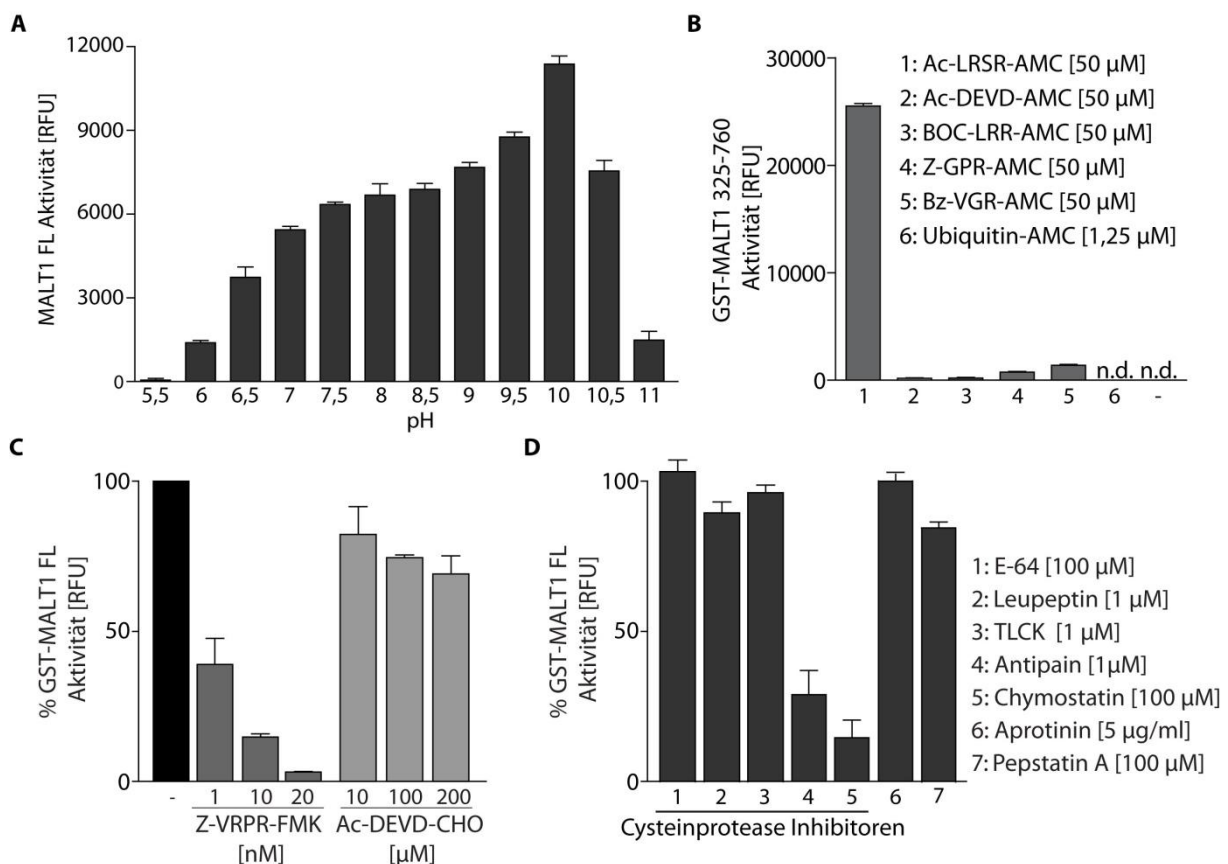 A
MALT1 FL Aktivität [RFU]
12000
9000
6000
3000
0
5,5 6 6,5 7 7,5 8 8,5 9 9,5 10 10,5 11
pH
B
GST-MALT1 325-760
Aktivität [RFU]
30000
20000
10000
0
1: Ac-LRSR-AMC [50 µM]
2: Ac-DEVD-AMC [50 µM]
3: BOC-LRR-AMC [50 µM]
4: Z-GPR-AMC [50 µM]
5: Bz-VGR-AMC [50 µM]
6: Ubiquitin-AMC [1,25 µM]
n.d. n.d.
1 2 3 4 5 6 -
C
% GST-MALT1 FL
Aktivität [RFU]
100
50
0
- 1 10 20 10 100 200
Z-VRPR-FMK Ac-DEVD-CHO
[nM] [µM]
D
% GST-MALT1 FL
Aktivität [RFU]
100
50
0
1 2 3 4 5 6 7
Cysteinprotease Inhibitoren
1: E-64 [100 µM]
2: Leupeptin [1 µM]
3: TLCK [1 µM]
4: Antipain [1µM]
5: Chymostatin [100 µM]
6: Aprotinin [5 µg/ml]
7: Pepstatin A [100 µM]